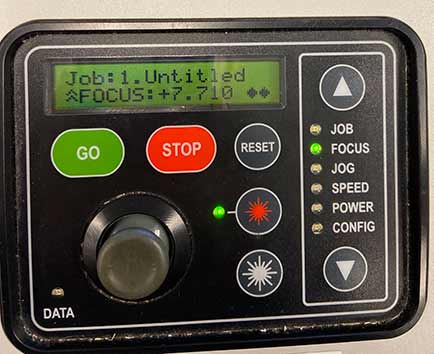 Job:1.Untitled
FOCUS:+7.710
GO
STOP
RESET
JOB
FOCUS
JOG
SPEED
POWER
CONFIG
DATA